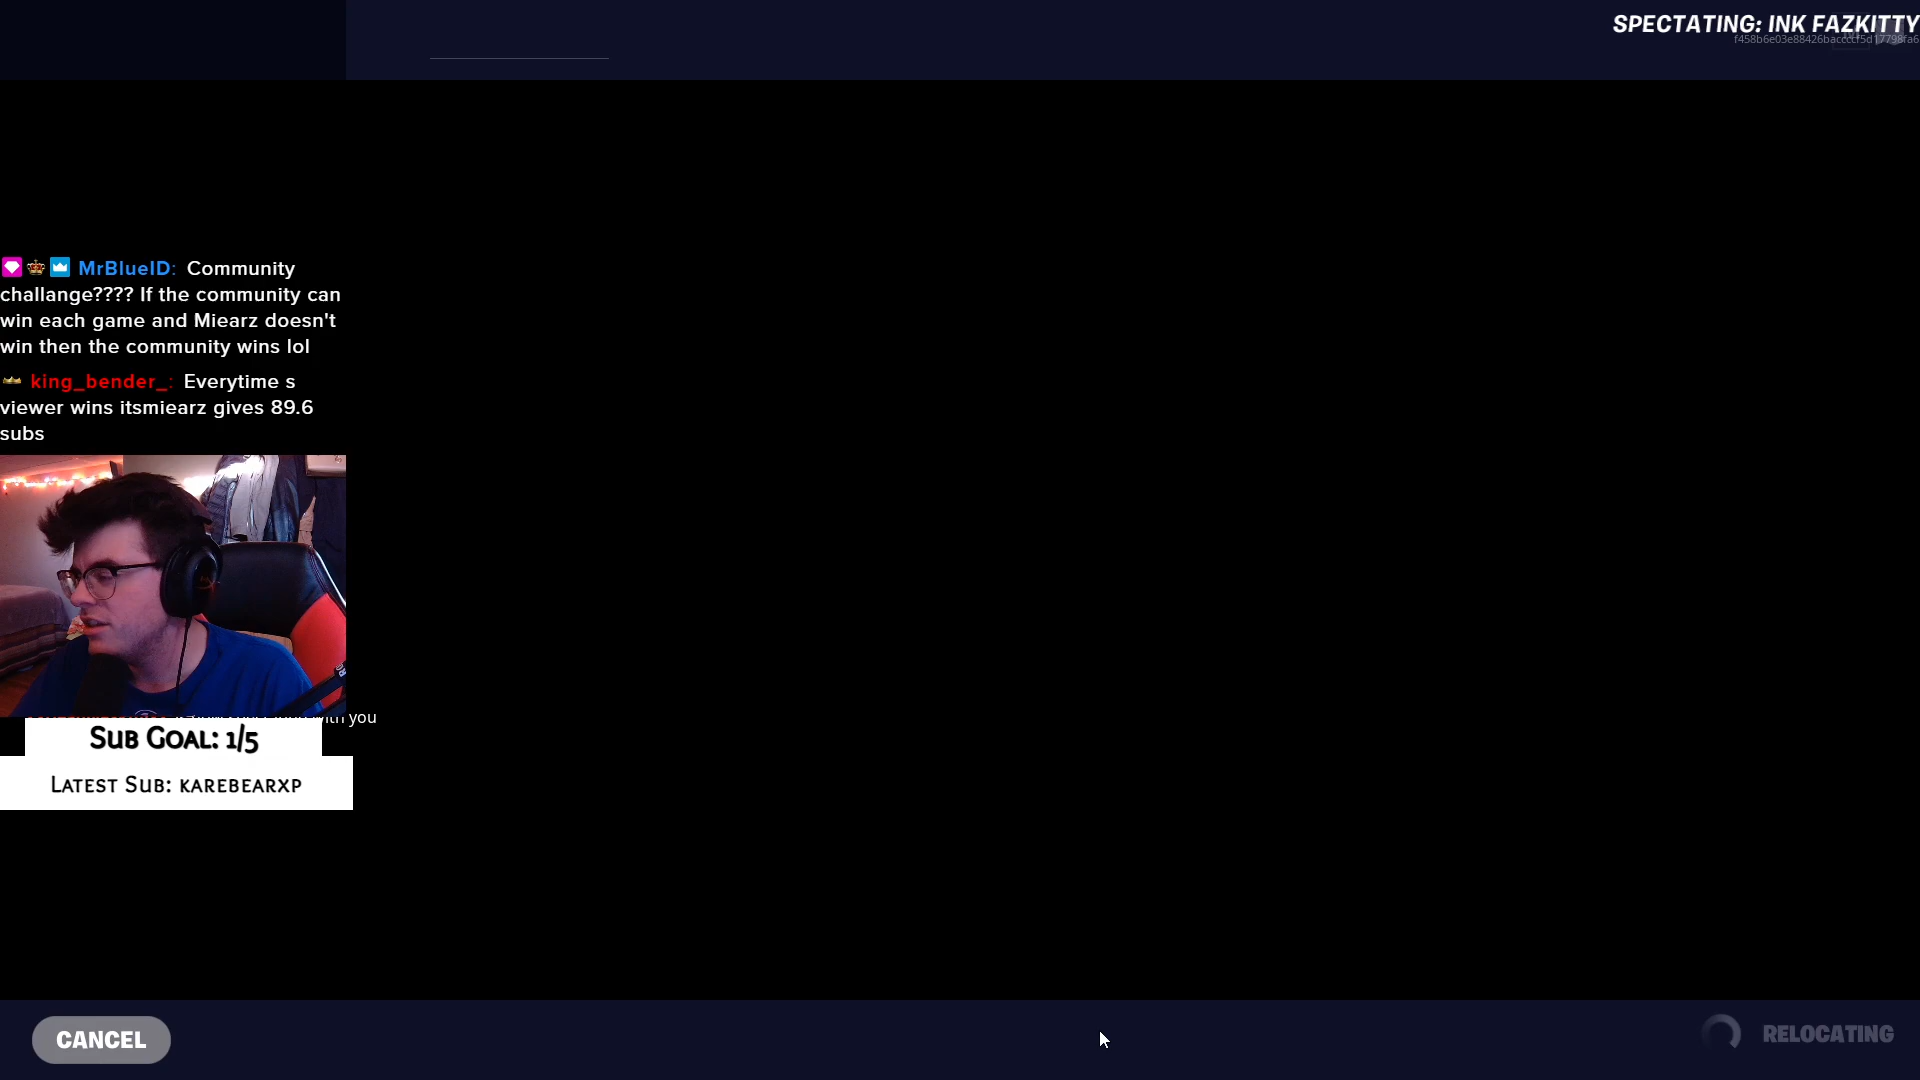 SPECTATING: INK FAZKITTY
MrBlueID: Community
challange???? If the community can
win each game and Miearz doesn't
win then the community wins lol
king_bender_: Everytime s
viewer wins itsmiearz gives 89.6
subs
with you
Sub Goal: 1/5
Latest Sub: karebearxp
CANCEL
RELOCATING